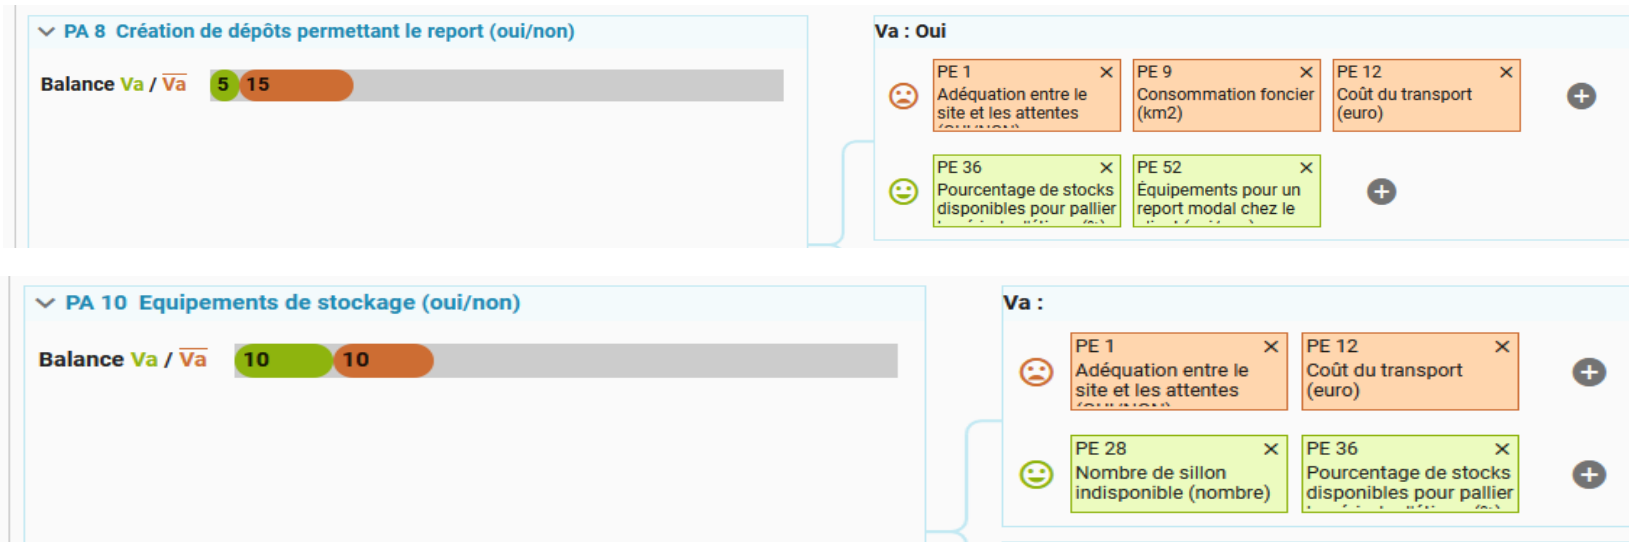 PA 8 Création de dépôts permettant le report (oui/non)
Balance Va / Va
5 15
Va : Oui
PE 1
Adéquation entre le
site et les attentes
PE 9
Consommation foncier
(km2)
PE 12
Coût du transport
(euro)
PE 36
Pourcentage de stocks
disponibles pour pallier
PE 52
Équipements pour un
report modal chez le
PA 10 Equipements de stockage (oui/non)
Balance Va / Va
10 10
Va :
PE 1
Adéquation entre le
site et les attentes
PE 12
Coût du transport
(euro)
PE 28
Nombre de sillon
indisponible (nombre)
PE 36
Pourcentage de stocks
disponibles pour pallier